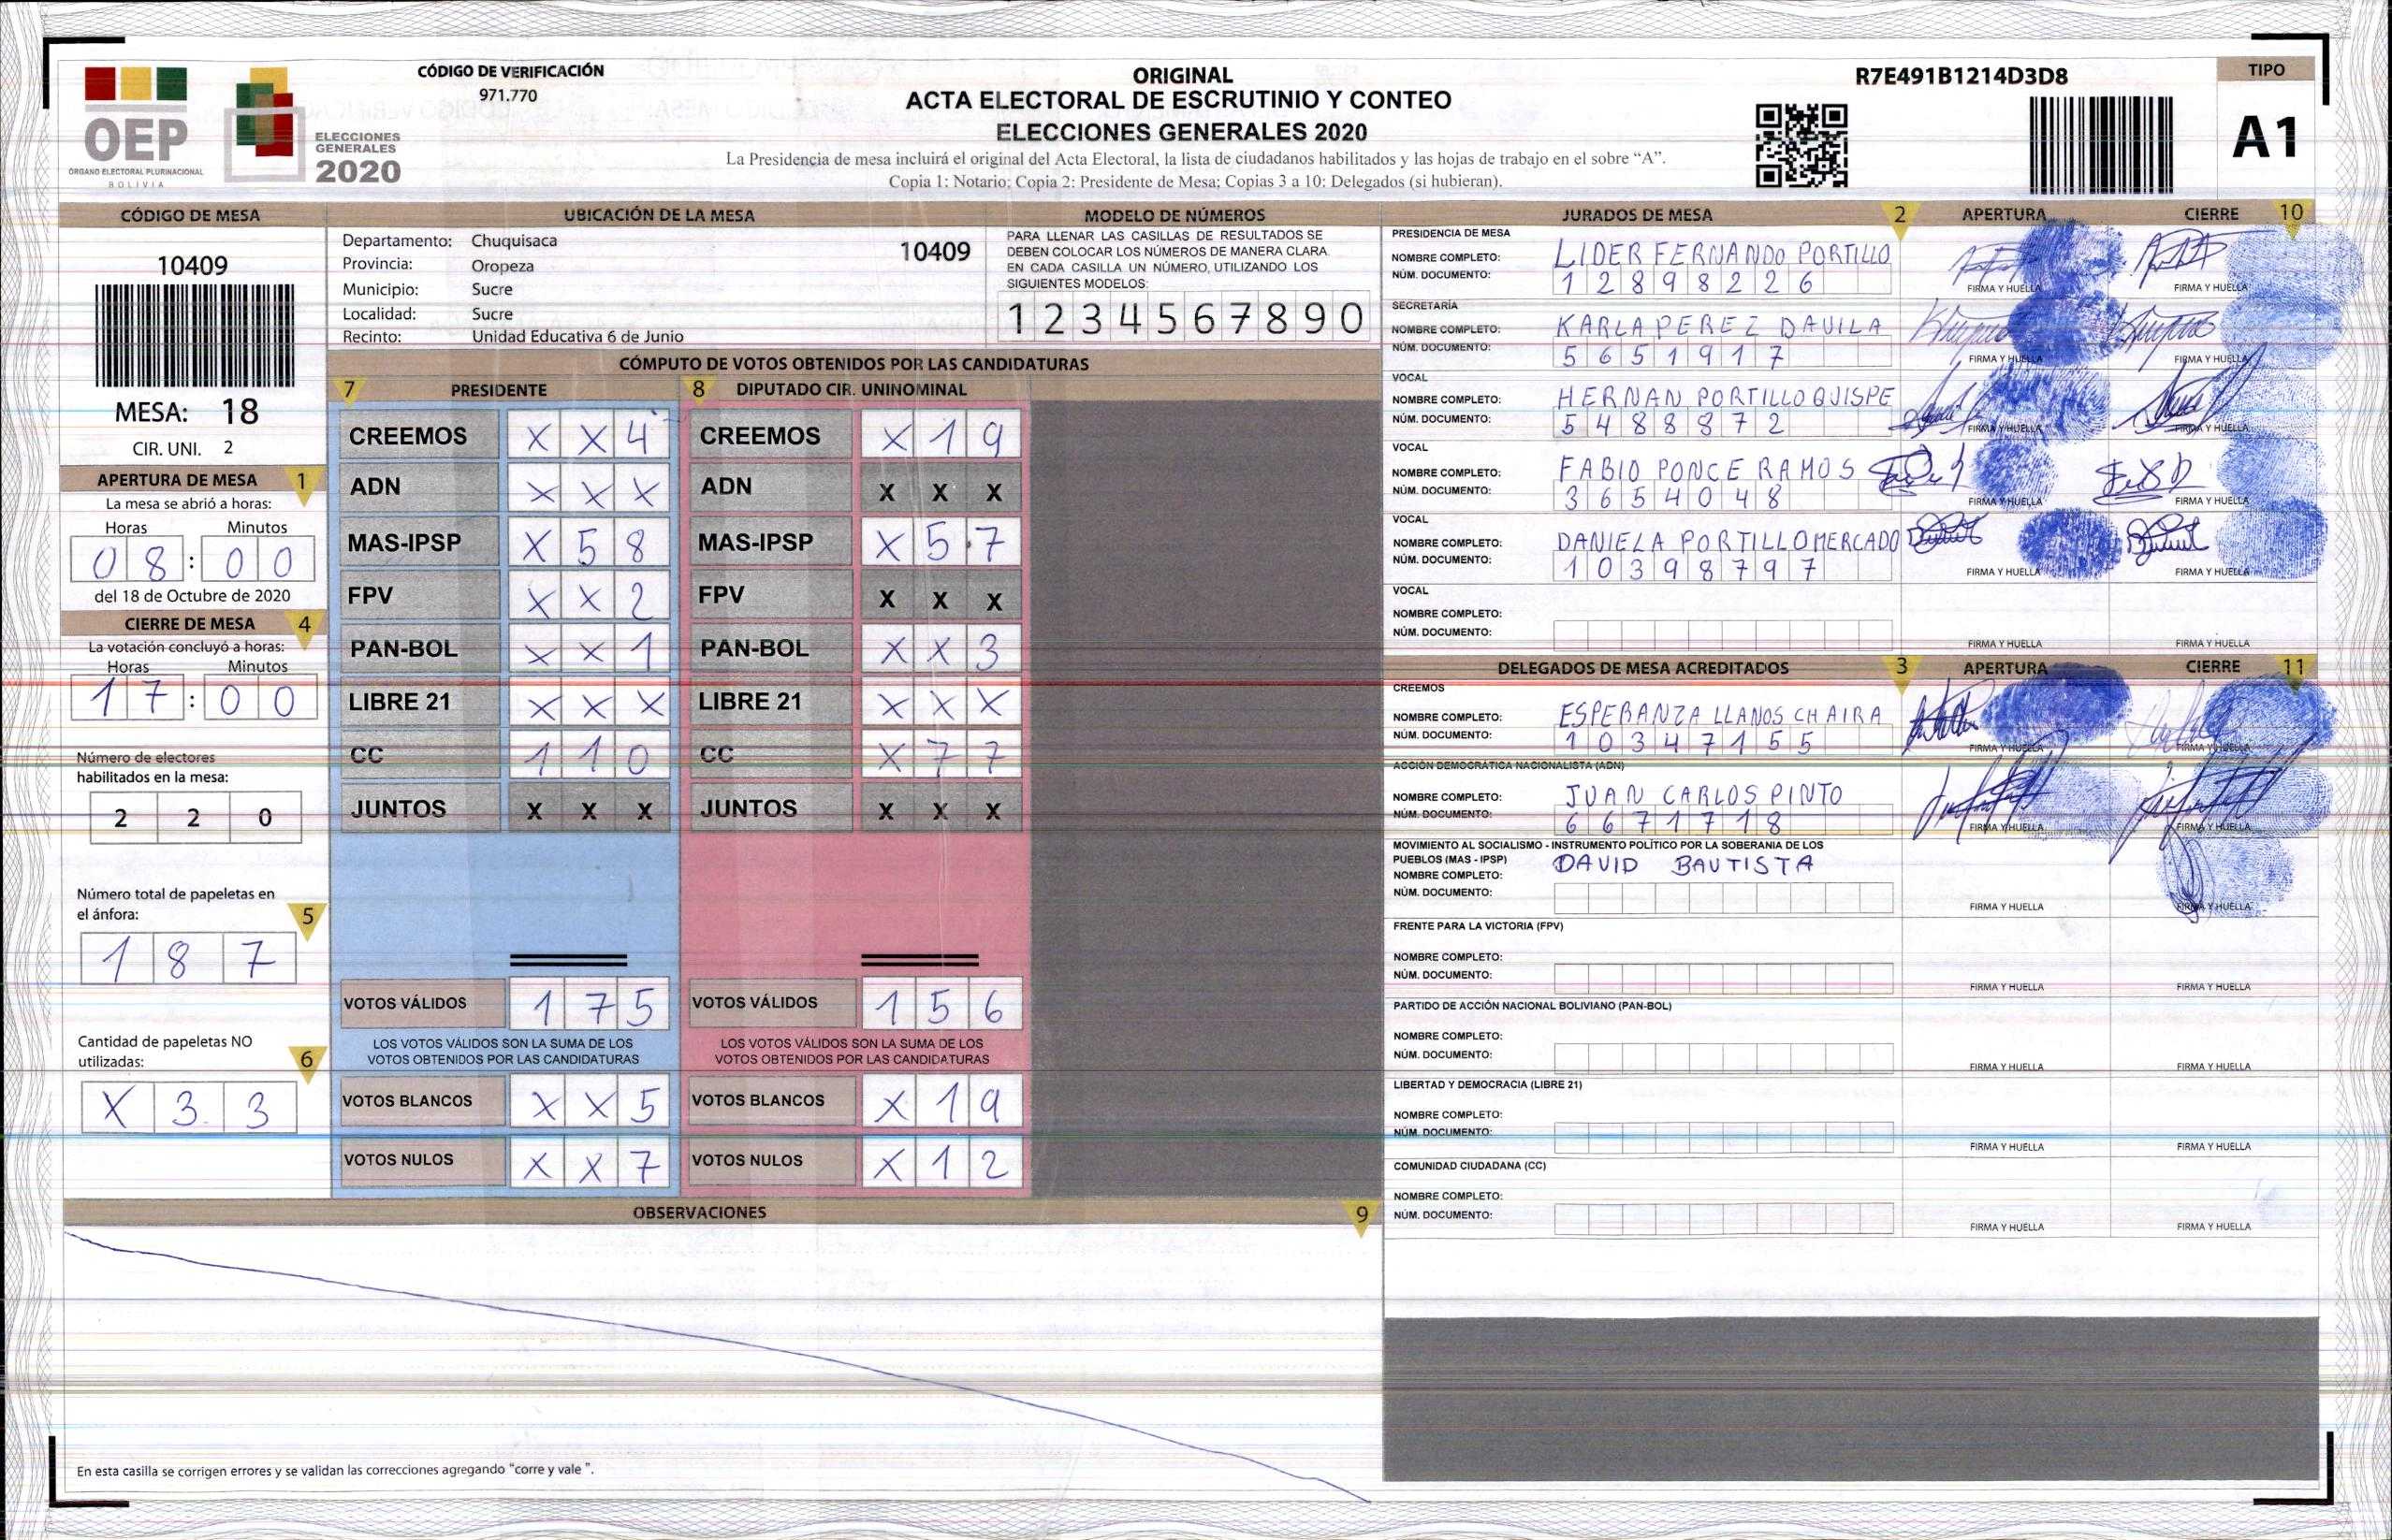 OEP
ÓRGANO ELECTORAL PLURINACIONAL
BOLIVIA
ELECCIONES
GENERALES
2020
CÓDIGO DE VERIFICACIÓN
971.770
ORIGINAL
ACTA ELECTORAL DE ESCRUTINIO Y CONTEO
ELECCIONES GENERALES 2020
La Presidencia de mesa incluirá el original del Acta Electoral, la lista de ciudadanos habilitados y las hojas de trabajo en el sobre “A”.
Copia 1: Notario; Copia 2: Presidente de Mesa; Copias 3 a 10: Delegados (si hubieran).
R7E491B1214D3D8
TIPO
A1
CÓDIGO DE MESA
10409
MESA: 18
CIR. UNI. 2
APERTURA DE MESA 1
La mesa se abrió a horas:
Horas Minutos
0 8 : 0 0
del 18 de Octubre de 2020
CIERRE DE MESA 4
La votación concluyó a horas:
Horas Minutos
1 7 : 0 0
Número de electores
habilitados en la mesa:
2 2 0
Número total de papeletas en
el ánfora: 5
1 8 7
Cantidad de papeletas NO
utilizadas: 6
X 3 3
UBICACIÓN DE LA MESA
Departamento: Chuquisaca 10409
Provincia: Oropeza
Municipio: Sucre
Localidad: Sucre
Recinto: Unidad Educativa 6 de Junio
MODELO DE NÚMEROS
PARA LLENAR LAS CASILLAS DE RESULTADOS SE
DEBEN COLOCAR LOS NÚMEROS DE MANERA CLARA.
EN CADA CASILLA UN NÚMERO, UTILIZANDO LOS
SIGUIENTES MODELOS:
1 2 3 4 5 6 7 8 9 0
CÓMPUTO DE VOTOS OBTENIDOS POR LAS CANDIDATURAS
7 PRESIDENTE 8 DIPUTADO CIR. UNINOMINAL
CREEMOS X X 4 CREEMOS X 1 9
ADN X X X ADN X X X
MAS-IPSP X 5 8 MAS-IPSP X 5 7
FPV X X 2 FPV X X X
PAN-BOL X X 1 PAN-BOL X X 3
LIBRE 21 X X X LIBRE 21 X X X
CC 1 1 0 CC X 7 7
JUNTOS X X X JUNTOS X X X
VOTOS VÁLIDOS 1 7 5 VOTOS VÁLIDOS 1 5 6
LOS VOTOS VÁLIDOS SON LA SUMA DE LOS LOS VOTOS VÁLIDOS SON LA SUMA DE LOS
VOTOS OBTENIDOS POR LAS CANDIDATURAS VOTOS OBTENIDOS POR LAS CANDIDATURAS
VOTOS BLANCOS X X 5 VOTOS BLANCOS X 1 9
VOTOS NULOS X X 7 VOTOS NULOS X 1 2
OBSERVACIONES 9
En esta casilla se corrigen errores y se validan las correcciones agregando “corre y vale ”.
JURADOS DE MESA 2 APERTURA CIERRE 10
PRESIDENCIA DE MESA
NOMBRE COMPLETO: LIDER FERNANDO PORTILLO
NÚM. DOCUMENTO: 1 2 8 9 8 2 2 6
FIRMA Y HUELLA FIRMA Y HUELLA
SECRETARÍA
NOMBRE COMPLETO: KARLA PEREZ DAVILA
NÚM. DOCUMENTO: 5 6 5 1 9 1 7
FIRMA Y HUELLA FIRMA Y HUELLA
VOCAL
NOMBRE COMPLETO: HERNAN PORTILLO QUISPE
NÚM. DOCUMENTO: 5 4 8 8 8 7 2
FIRMA Y HUELLA FIRMA Y HUELLA
VOCAL
NOMBRE COMPLETO: FABIO PONCE RAMOS
NÚM. DOCUMENTO: 3 6 5 4 0 4 8
FIRMA Y HUELLA FIRMA Y HUELLA
VOCAL
NOMBRE COMPLETO: DANIELA PORTILLO MERCADO
NÚM. DOCUMENTO: 1 0 3 9 8 7 9 7
FIRMA Y HUELLA FIRMA Y HUELLA
VOCAL
NOMBRE COMPLETO:
NÚM. DOCUMENTO:
FIRMA Y HUELLA FIRMA Y HUELLA
DELEGADOS DE MESA ACREDITADOS 3 APERTURA CIERRE 11
CREEMOS
NOMBRE COMPLETO: ESPERANZA LLANOS CHAIRA
NÚM. DOCUMENTO: 1 0 3 4 7 1 5 5
FIRMA Y HUELLA FIRMA Y HUELLA
ACCIÓN DEMOCRÁTICA NACIONALISTA (ADN)
NOMBRE COMPLETO: JUAN CARLOS PINTO
NÚM. DOCUMENTO: 6 6 7 1 7 1 8
FIRMA Y HUELLA FIRMA Y HUELLA
MOVIMIENTO AL SOCIALISMO - INSTRUMENTO POLÍTICO POR LA SOBERANIA DE LOS
PUEBLOS (MAS - IPSP) DAVID BAUTISTA
NOMBRE COMPLETO:
NÚM. DOCUMENTO:
FIRMA Y HUELLA FIRMA Y HUELLA
FRENTE PARA LA VICTORIA (FPV)
NOMBRE COMPLETO:
NÚM. DOCUMENTO:
FIRMA Y HUELLA FIRMA Y HUELLA
PARTIDO DE ACCIÓN NACIONAL BOLIVIANO (PAN-BOL)
NOMBRE COMPLETO:
NÚM. DOCUMENTO:
FIRMA Y HUELLA FIRMA Y HUELLA
LIBERTAD Y DEMOCRACIA (LIBRE 21)
NOMBRE COMPLETO:
NÚM. DOCUMENTO:
FIRMA Y HUELLA FIRMA Y HUELLA
COMUNIDAD CIUDADANA (CC)
NOMBRE COMPLETO:
NÚM. DOCUMENTO:
FIRMA Y HUELLA FIRMA Y HUELLA